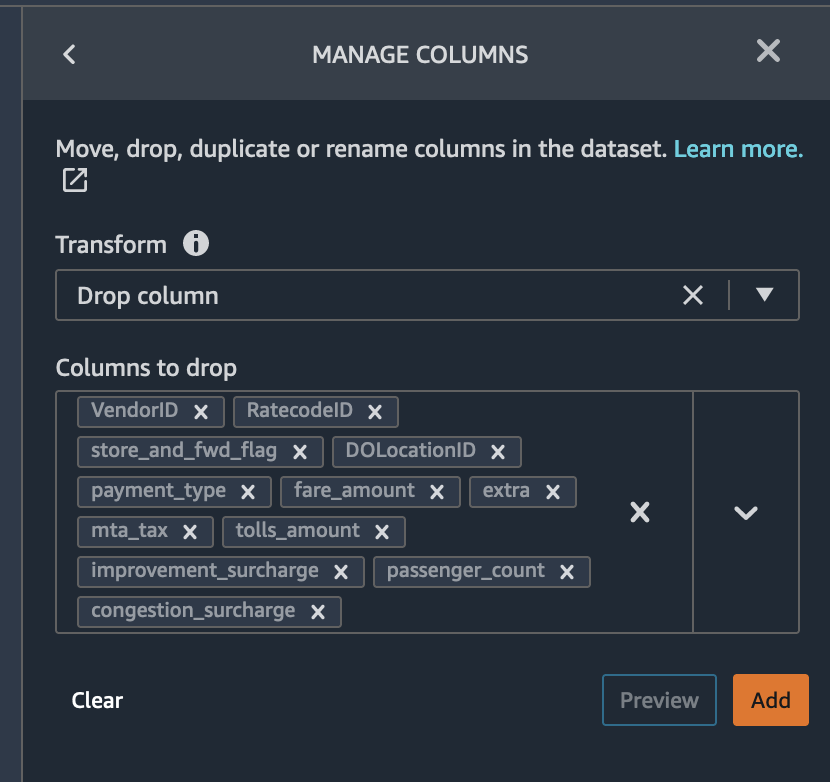 MANAGE COLUMNS
Move, drop, duplicate or rename columns in the dataset. Learn more.
Transform
Drop column
Columns to drop
VendorID RatecodeID
store_and_fwd_flag DOLocationID
payment_type fare_amount extra
mta_tax tolls_amount
improvement_surcharge passenger_count
congestion_surcharge
Clear Preview Add